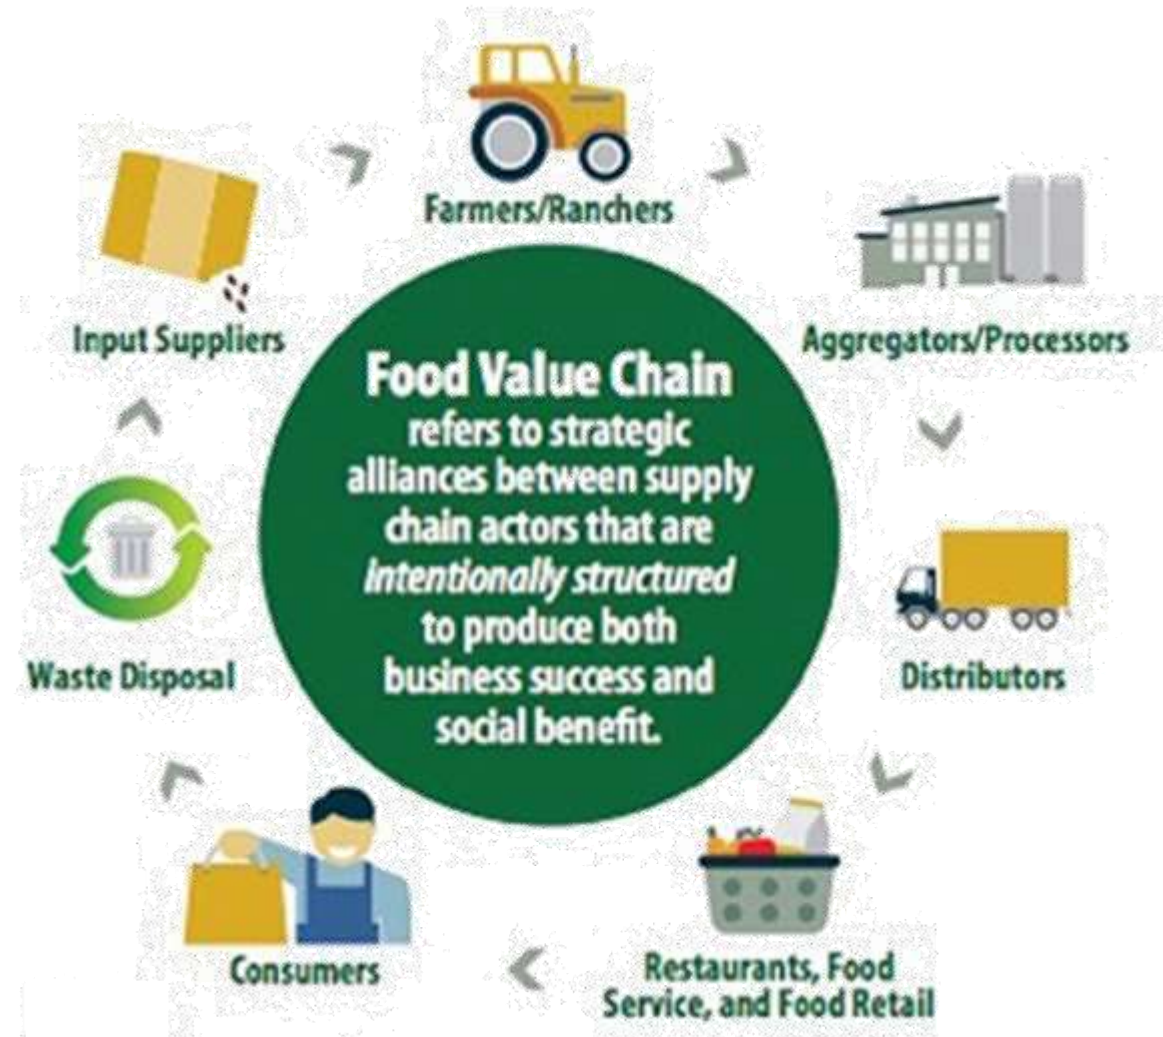 Farmers/Ranchers
Aggregators/Processors
Distributors
Restaurants, Food
Service, and Food Retail
Consumers
Waste Disposal
Input Suppliers
Food Value Chain
refers to strategic
alliances between supply
chain actors that are
intentionally structured
to produce both
business success and
social benefit.